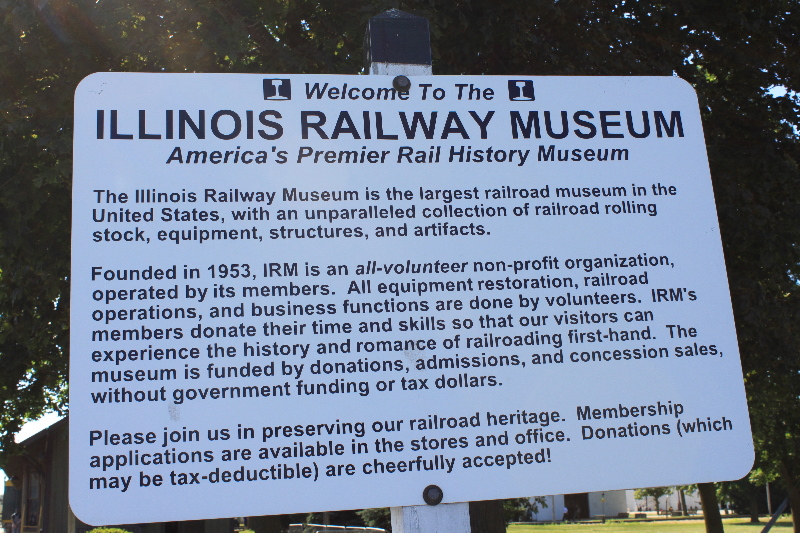 Welcome To The
ILLINOIS RAILWAY MUSEUM
America's Premier Rail History Museum
The Illinois Railway Museum is the largest railroad museum in the
United States, with an unparalleled collection of railroad rolling
stock, equipment, structures, and artifacts.
Founded in 1953, IRM is an all-volunteer non-profit organization,
operated by its members. All equipment restoration, railroad
operations, and business functions are done by volunteers. IRM's
members donate their time and skills so that our visitors can
experience the history and romance of railroading first-hand. The
museum is funded by donations, admissions, and concession sales,
without government funding or tax dollars.
Please join us in preserving our railroad heritage. Membership
applications are available in the stores and office. Donations (which
may be tax-deductible) are cheerfully accepted!